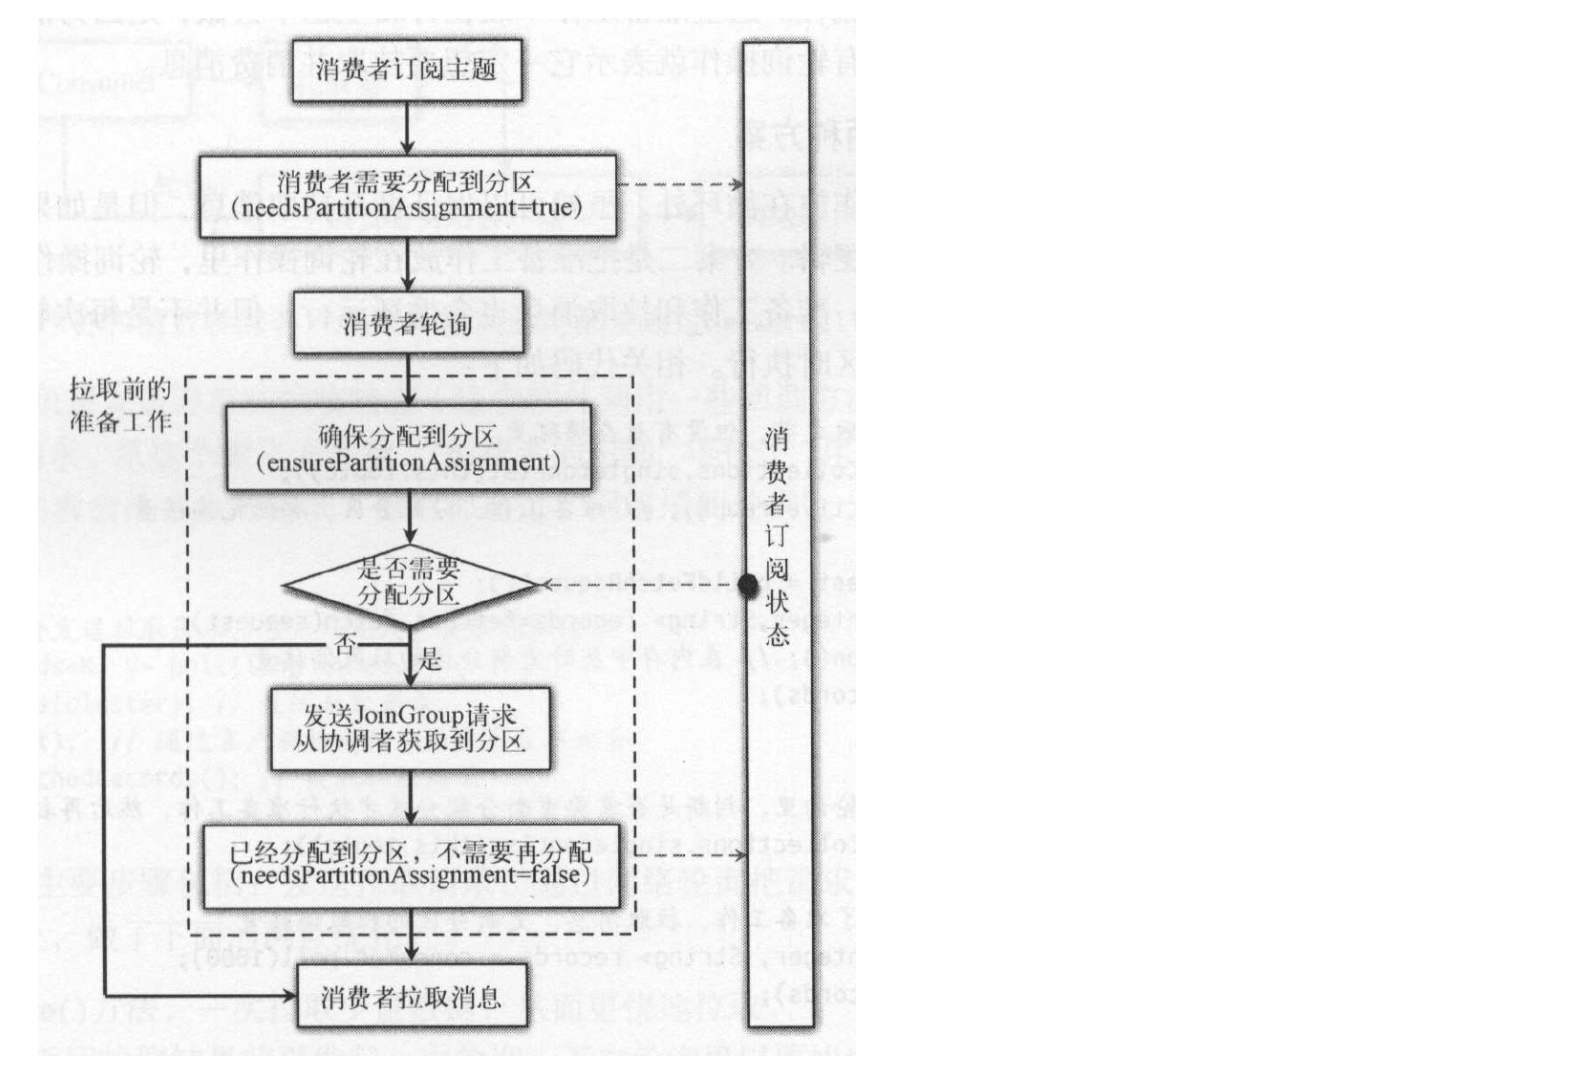 消费者订阅主题
消费者需要分配到分区
(needsPartitionAssignment=true)
消费者轮询
拉取前的
准备工作
确保分配到分区
(ensurePartitionAssignment)
是否需要
分配分区
否
是
发送JoinGroup请求
从协调者获取到分区
已经分配到分区，不需要再分配
(needsPartitionAssignment=false)
消费者拉取消息
消费者订阅状态